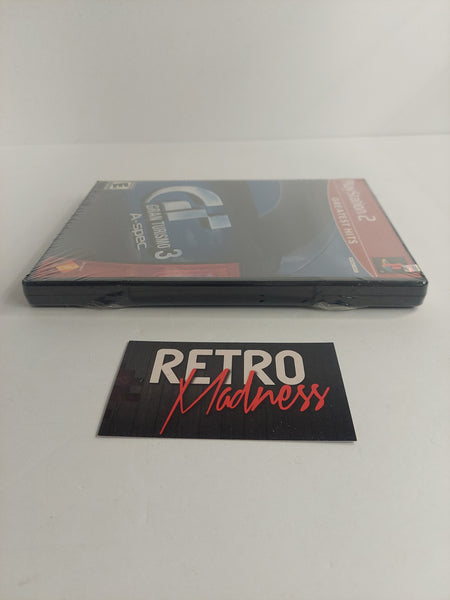 PlayStation 2
GREATEST HITS
E
GT
GRAN TURISMO 3
A-spec
RETRO
Madness